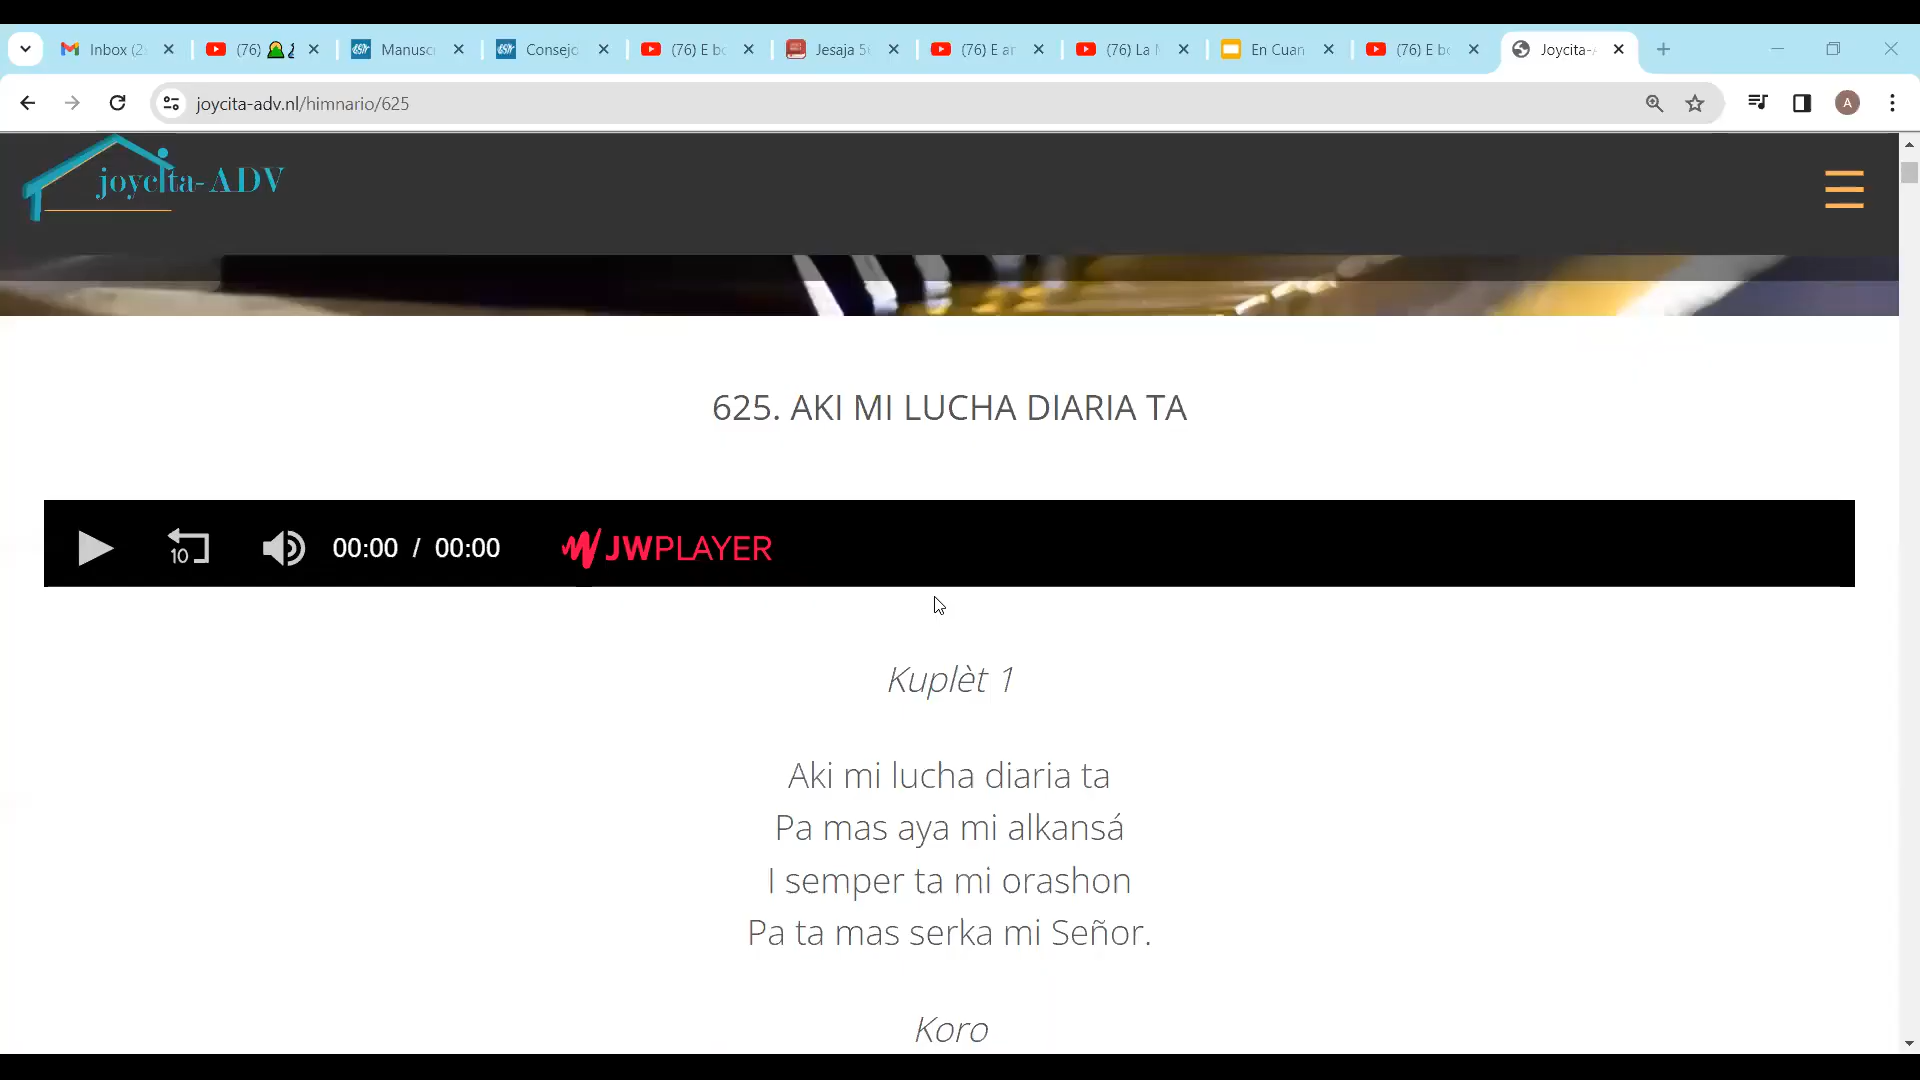 Inbox (2
(76)
Manusc
Consejo
(76) E bo
Jesaja 5
(76) E ar
(76) La
En Cuan
(76) E bo
Joycita-
joycita-adv.nl/himnario/625
A
joycita-ADV
625. AKI MI LUCHA DIARIA TA
10
00:00 / 00:00
JWPLAYER
Kuplèt 1
Aki mi lucha diaria ta
Pa mas aya mi alkansá
I semper ta mi orashon
Pa ta mas serka mi Señor.
Koro